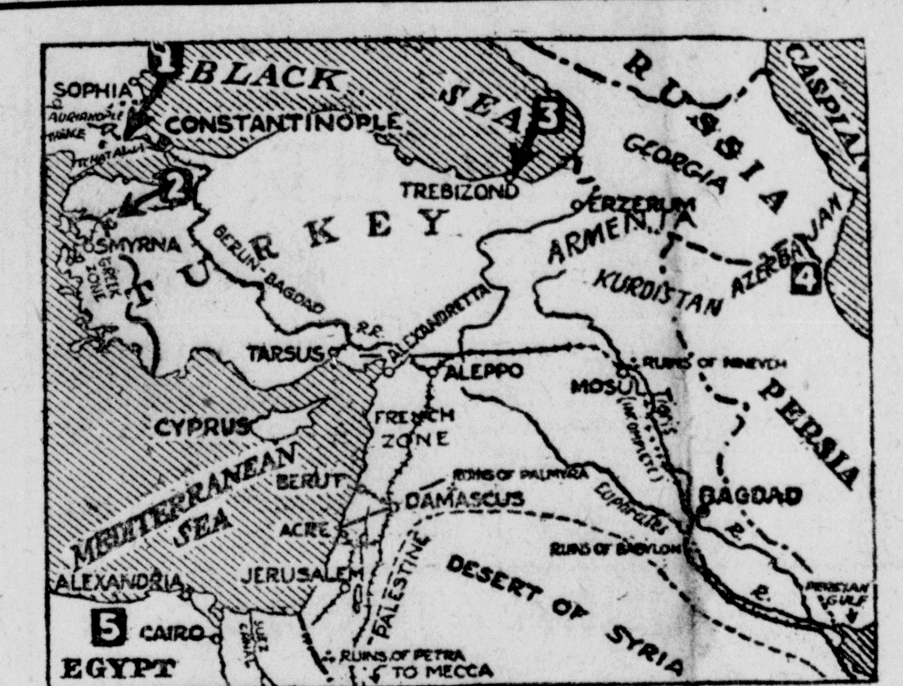 1
BLACK SEA
SOPHIA
CONSTANTINOPLE
3
RUSSIA
CASPIAN
GEORGIA
2
TREBIZOND
ERZERUM
ARMENIA
AZERBAIJAN
4
TURKEY
SMYRNA
GREEK ZONE
BERLIN-BAGDAD R.R.
KURDISTAN
ALEXANDRETTA
TARSUS
ALEPPO
RUINS OF NINEVEH
MOSUL
Tigris
(INCOMPLETE)
PERSIA
CYPRUS
FRENCH
ZONE
MEDITERRANEAN
SEA
BERUT
RUINS OF PALMYRA
DAMASCUS
Euphrates
BAGDAD
R.
ACRE
RUINS OF BABYLON
ALEXANDRIA
JERUSALEM
PALESTINE
DESERT OF SYRIA
R.
PERSIAN
GULF
5
CAIRO
SUEZ
CANAL
EGYPT
RUINS OF PETRA
TO MECCA